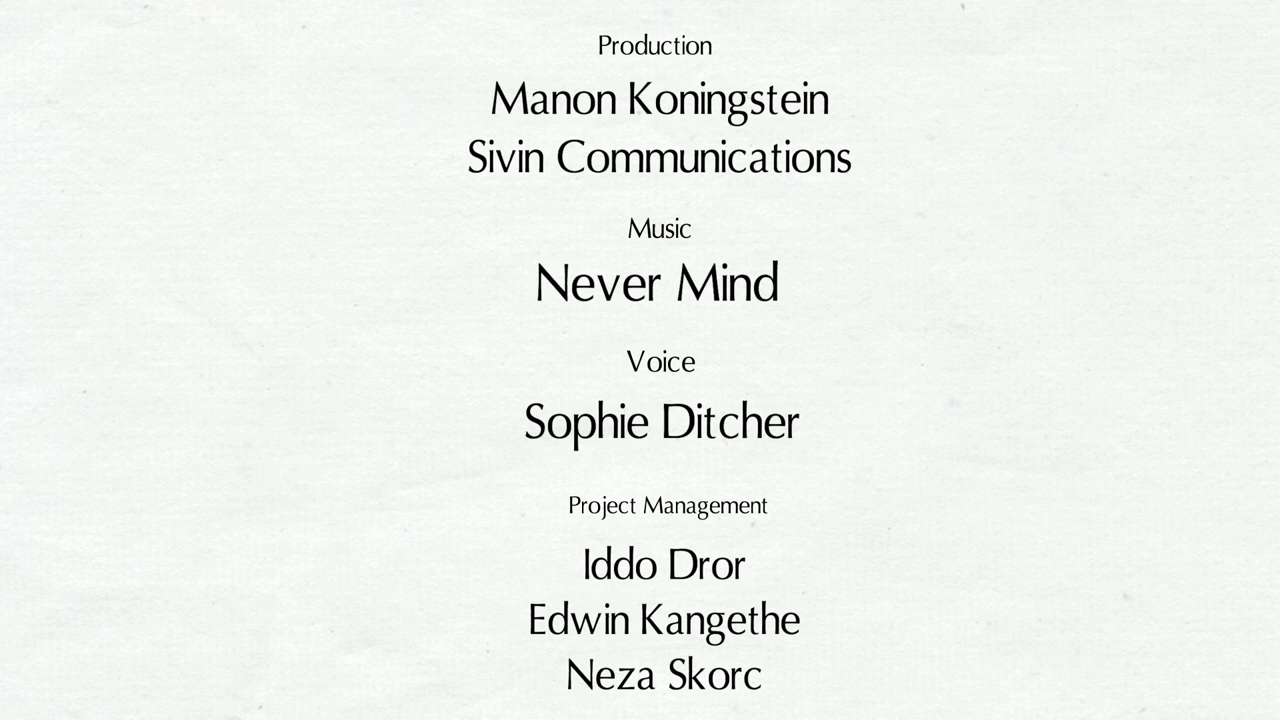 Production
Manon Koningstein
Sivin Communications
Music
Never Mind
Voice
Sophie Ditcher
Project Management
Iddo Dror
Edwin Kangethe
Neza Skorc